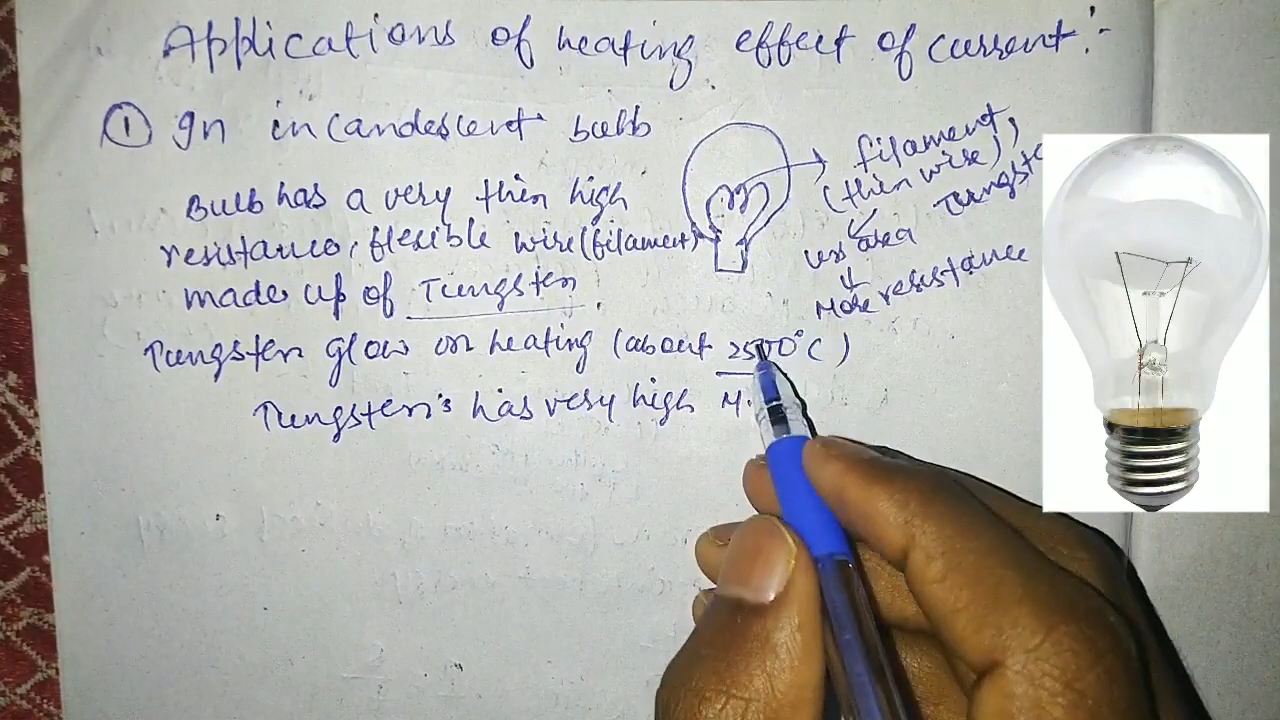 Applications of heating effect of current :-
① In incandescent bulb
Bulb has a very thin high
resistance, flexible wire (filament)
made up of Tungsten.
Tungsten glow on heating (about 2500°C)
Tungsten's has very high M.
filament,
(thin wire), Tungste
less area
More resistance